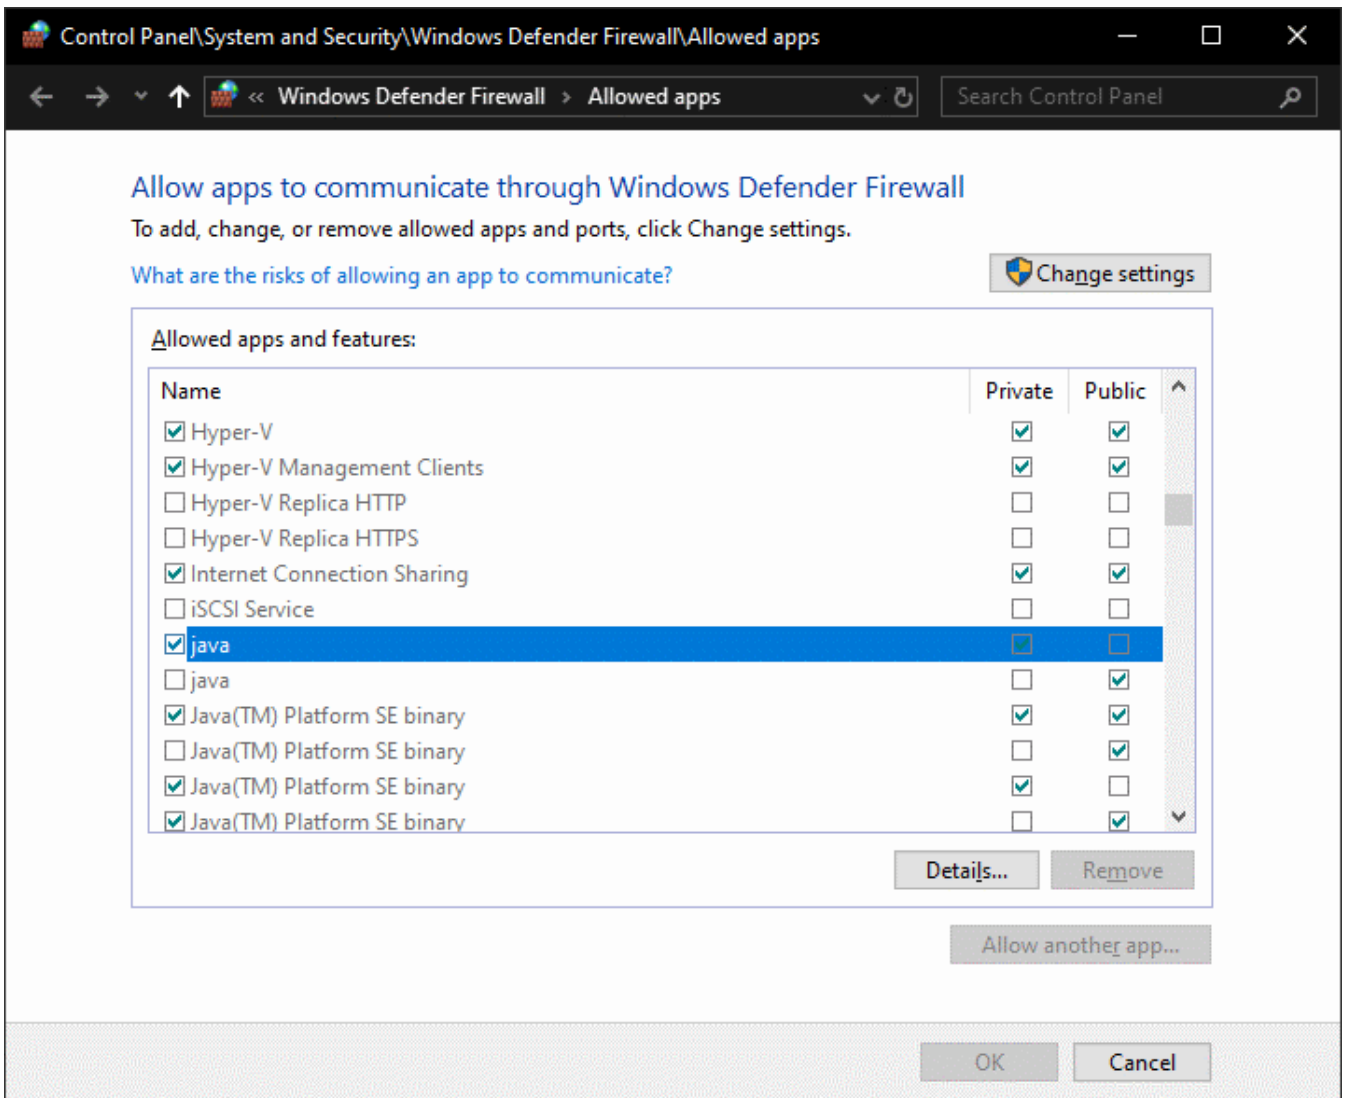 Control Panel\System and Security\Windows Defender Firewall\Allowed apps
« Windows Defender Firewall > Allowed apps
Search Control Panel
Allow apps to communicate through Windows Defender Firewall
To add, change, or remove allowed apps and ports, click Change settings.
What are the risks of allowing an app to communicate?
Change settings
Allowed apps and features:
Name Private Public
Hyper-V
Hyper-V Management Clients
Hyper-V Replica HTTP
Hyper-V Replica HTTPS
Internet Connection Sharing
iSCSI Service
java
java
Java(TM) Platform SE binary
Java(TM) Platform SE binary
Java(TM) Platform SE binary
Java(TM) Platform SE binary
Details... Remove
Allow another app...
OK Cancel